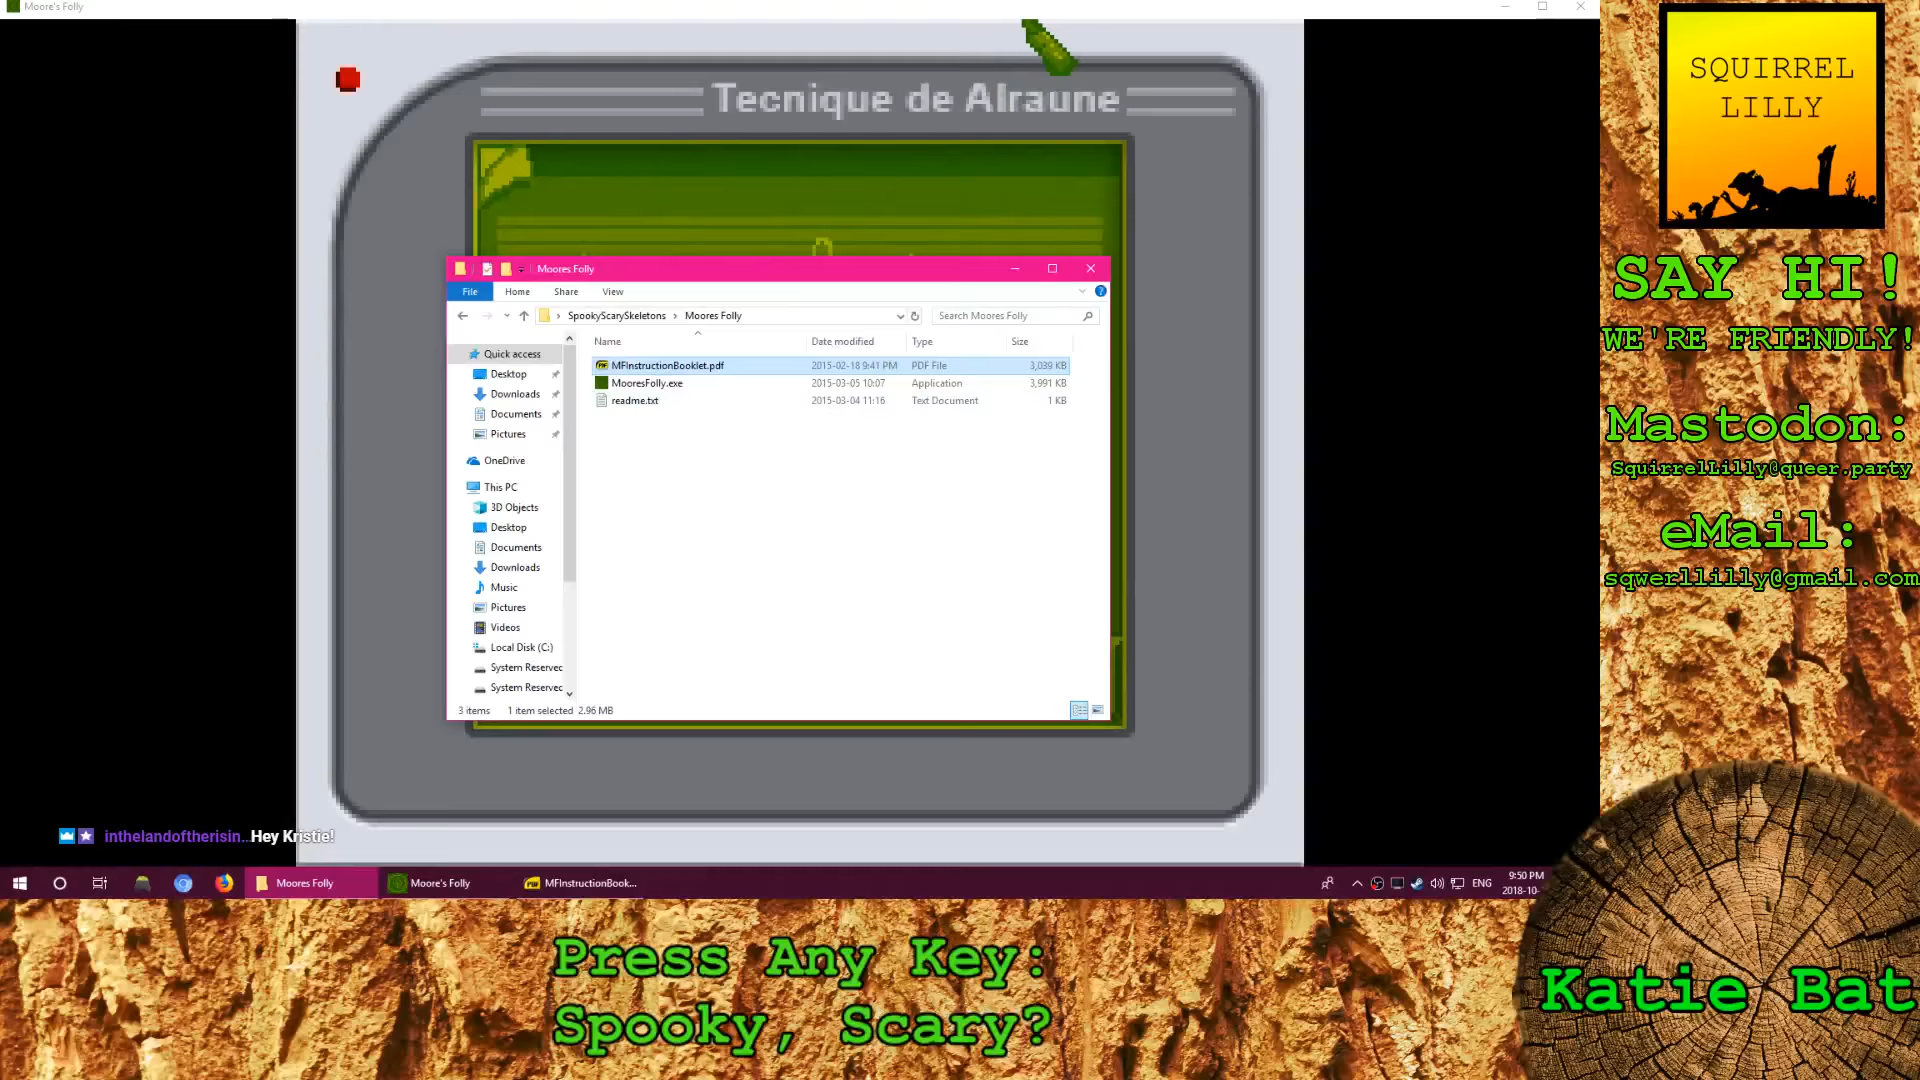 Moore's Folly
Tecnique de Alraune
Moores Folly
File Home Share View
SpookyScarySkeletons › Moores Folly
Search Moores Folly
Name Date modified Type Size
MFInstructionBooklet.pdf 2015-02-18 9:41 PM PDF File 3,039 KB
MooresFolly.exe 2015-03-05 10:07 Application 3,991 KB
readme.txt 2015-03-04 11:16 Text Document 1 KB
Quick access
Desktop
Downloads
Documents
Pictures
OneDrive
This PC
3D Objects
Desktop
Documents
Downloads
Music
Pictures
Videos
Local Disk (C:)
System Reservec
System Reservec
3 items 1 item selected 2.96 MB
inthelandoftherisin... Hey Kristie!
Moores Folly
Moore's Folly
MFInstructionBook...
ENG
9:50 PM
2018-10-
SQUIRREL
LILLY
SAY HI!
WE'RE FRIENDLY!
Mastodon:
SquirrelLilly@queer.party
eMail:
sqwerllilly@gmail.com
Press Any Key:
Spooky, Scary?
Katie Bat